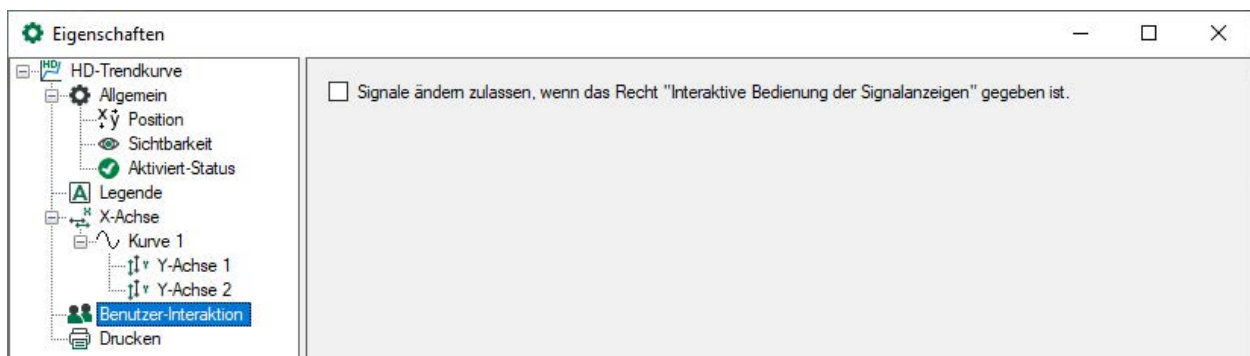 Eigenschaften
HD HD-Trendkurve
Allgemein
Position
Sichtbarkeit
Aktiviert-Status
A Legende
X-Achse
Kurve 1
Y-Achse 1
Y-Achse 2
Benutzer-Interaktion
Drucken
Signale ändern zulassen, wenn das Recht "Interaktive Bedienung der Signalanzeigen" gegeben ist.